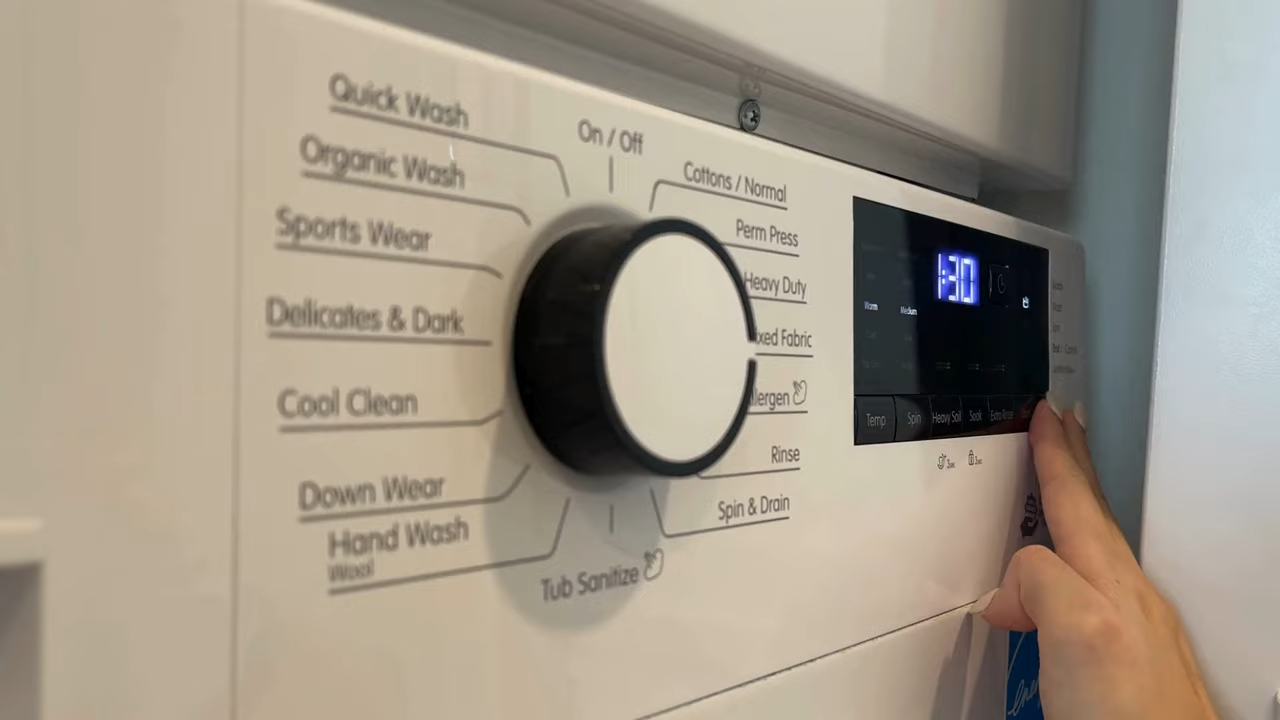 Quick Wash
Organic Wash
Sports Wear
Delicates & Dark
Cool Clean
Down Wear
Hand Wash
Wool
On / Off
Tub Sanitize
Cottons / Normal
Perm Press
Heavy Duty
xed Fabric
lergen
Rinse
Spin & Drain
1:30
Warm
Medium
Temp
Spin
Heavy Soil
Soak
Extra Rinse